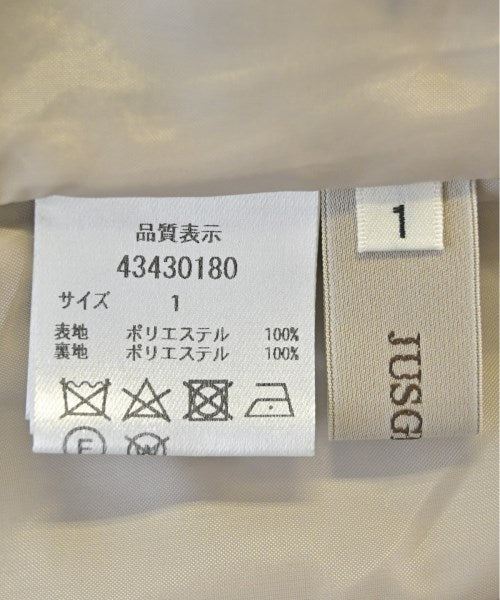 品質表示
43430180
サイズ 1
表地 ポリエステル 100%
裏地 ポリエステル 100%
F W
1